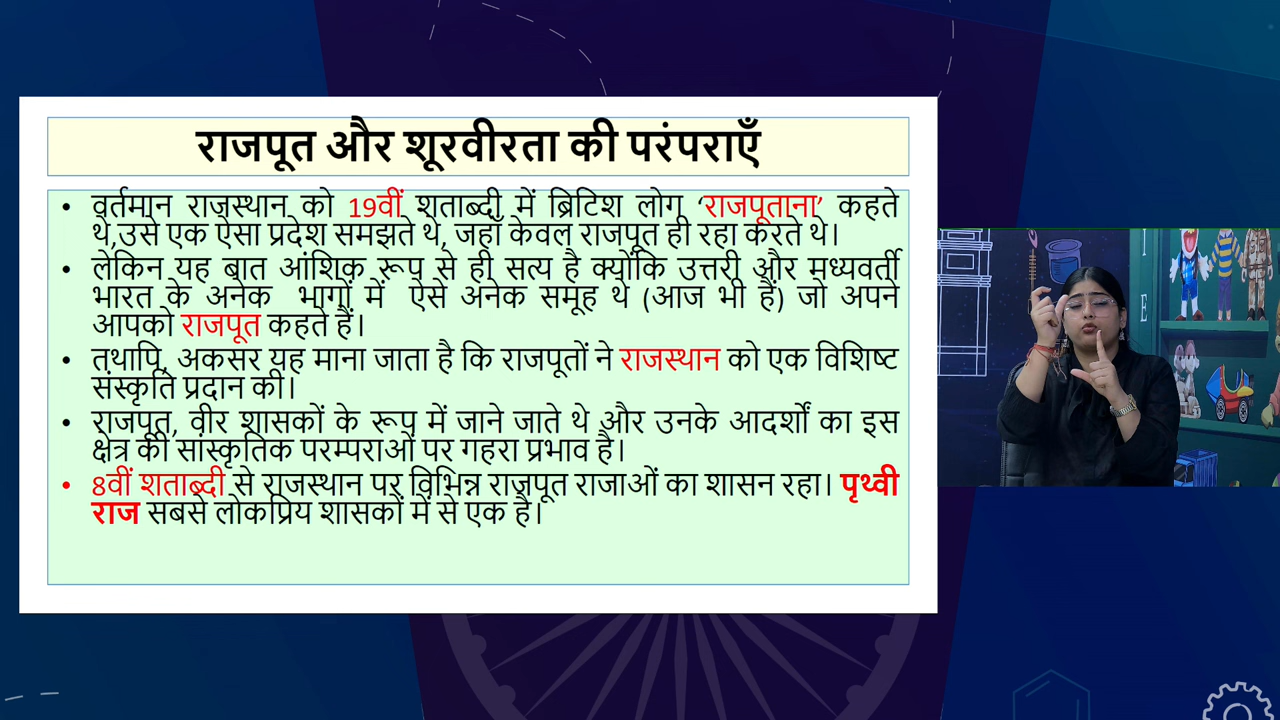 राजपूत और शूरवीरता की परंपराएँ
• वर्तमान राजस्थान को 19वीं शताब्दी में ब्रिटिश लोग ‘राजपूताना’ कहते
थे,उसे एक ऐसा प्रदेश समझते थे, जहाँ केवल राजपूत ही रहा करते थे।
• लेकिन यह बात आंशिक रूप से ही सत्य है क्योंकि उत्तरी और मध्यवर्ती
भारत के अनेक भागों में ऐसे अनेक समूह थे (आज भी हैं) जो अपने
आपको राजपूत कहते हैं।
• तथापि, अकसर यह माना जाता है कि राजपूतों ने राजस्थान को एक विशिष्ट
संस्कृति प्रदान की।
• राजपूत, वीर शासकों के रूप में जाने जाते थे और उनके आदर्शों का इस
क्षेत्र की सांस्कृतिक परम्पराओं पर गहरा प्रभाव है।
• 8वीं शताब्दी से राजस्थान पर विभिन्न राजपूत राजाओं का शासन रहा। पृथ्वी
राज सबसे लोकप्रिय शासकों में से एक है।
I
E